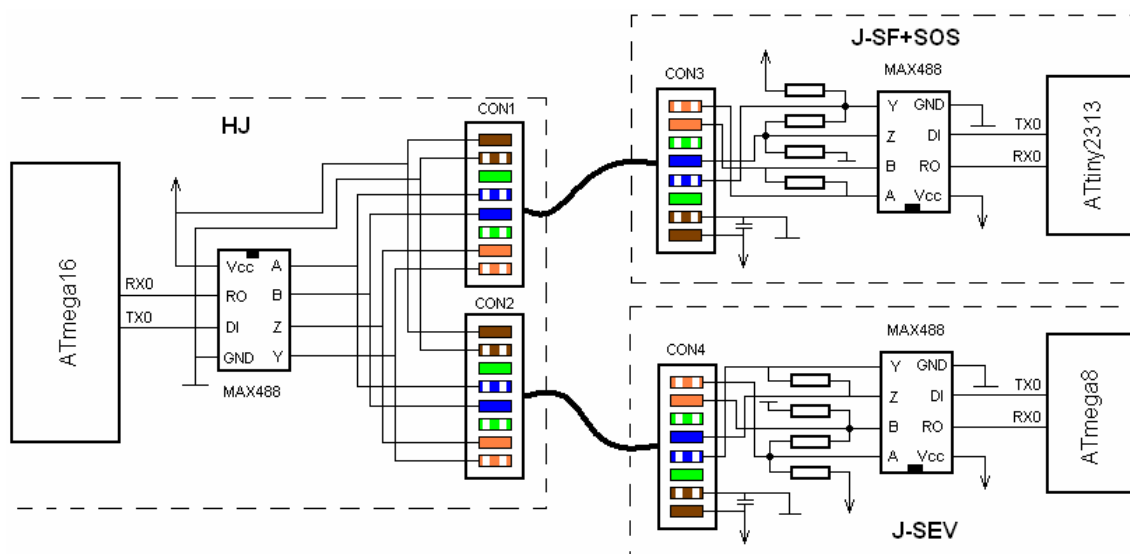 HJ
ATmega16
RX0
TX0
Vcc
A
RO
B
DI
Z
GND
Y
MAX488
CON1
CON2
J-SF+SOS
CON3
MAX488
Y
GND
Z
DI
B
RO
A
Vcc
TX0
RX0
ATtiny2313
CON4
MAX488
Y
GND
Z
DI
B
RO
A
Vcc
TX0
RX0
ATmega8
J-SEV